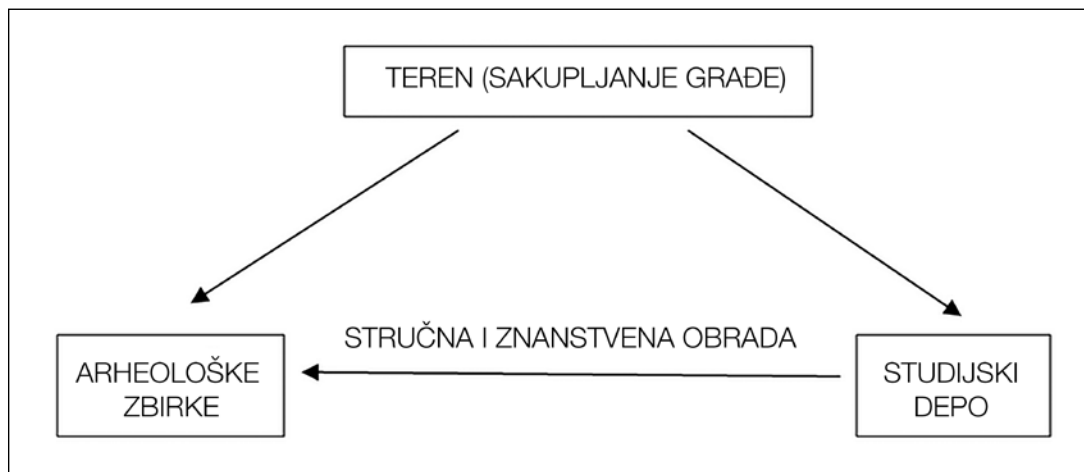 TEREN (SAKUPLJANJE GRAĐE)
STRUČNA I ZNANSTVENA OBRADA
ARHEOLOŠKE
ZBIRKE
STUDIJSKI
DEPO